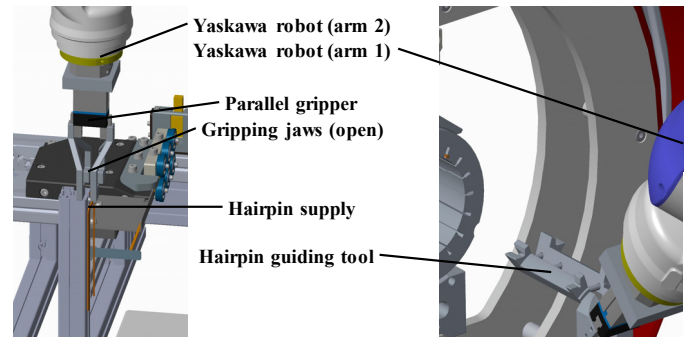 Yaskawa robot (arm 2)
Yaskawa robot (arm 1)
Parallel gripper
Gripping jaws (open)
Hairpin supply
Hairpin guiding tool